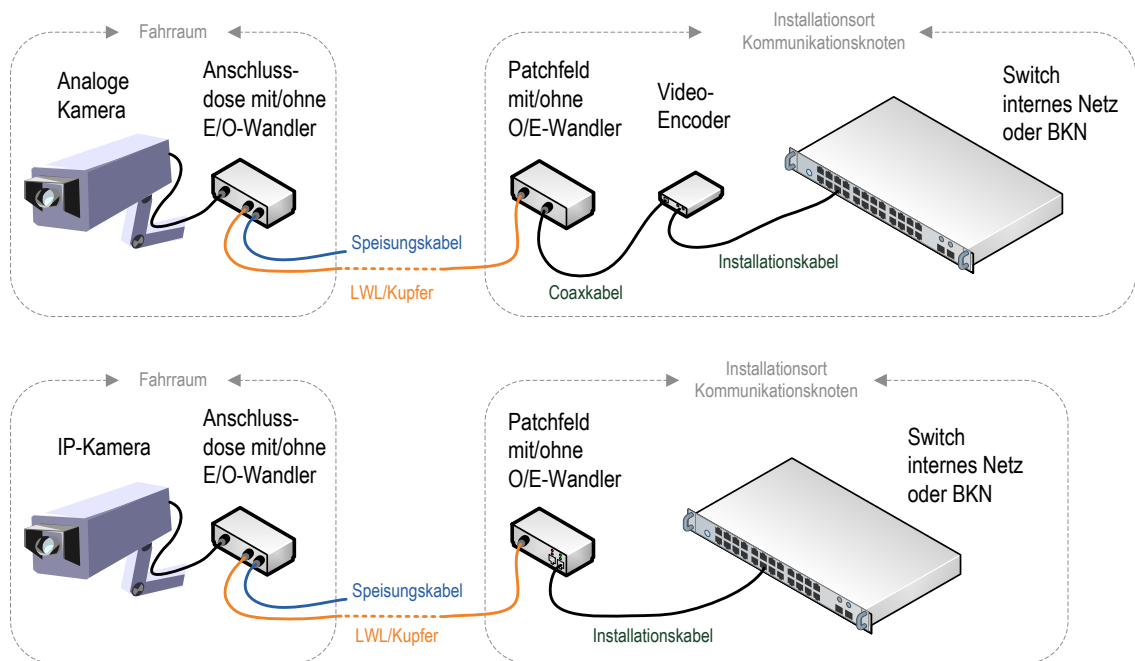 Fahrraum
Installationsort
Kommunikationsknoten
Analoge
Kamera
Anschluss-
dose mit/ohne
E/O-Wandler
Patchfeld
mit/ohne
O/E-Wandler
Video-
Encoder
Switch
internes Netz
oder BKN
Speisungskabel
LWL/Kupfer
Coaxkabel
Installationskabel
Fahrraum
Installationsort
Kommunikationsknoten
IP-Kamera
Anschluss-
dose mit/ohne
E/O-Wandler
Patchfeld
mit/ohne
O/E-Wandler
Switch
internes Netz
oder BKN
Speisungskabel
LWL/Kupfer
Installationskabel